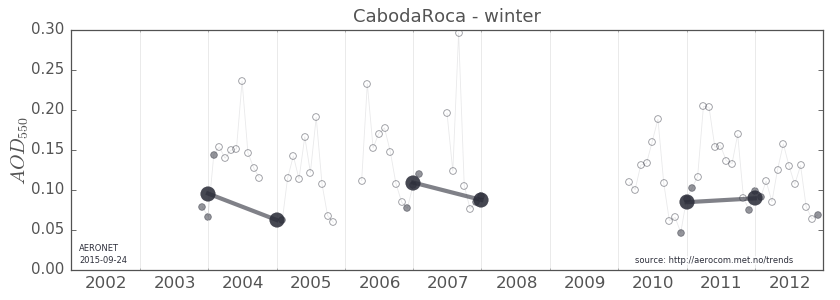 CabodaRoca - winter
0.30
0.25
0.20
0.15
0.10
0.05
0.00
AOD550
AERONET
2015-09-24
source: http://aerocom.met.no/trends
2002 2003 2004 2005 2006 2007 2008 2009 2010 2011 2012